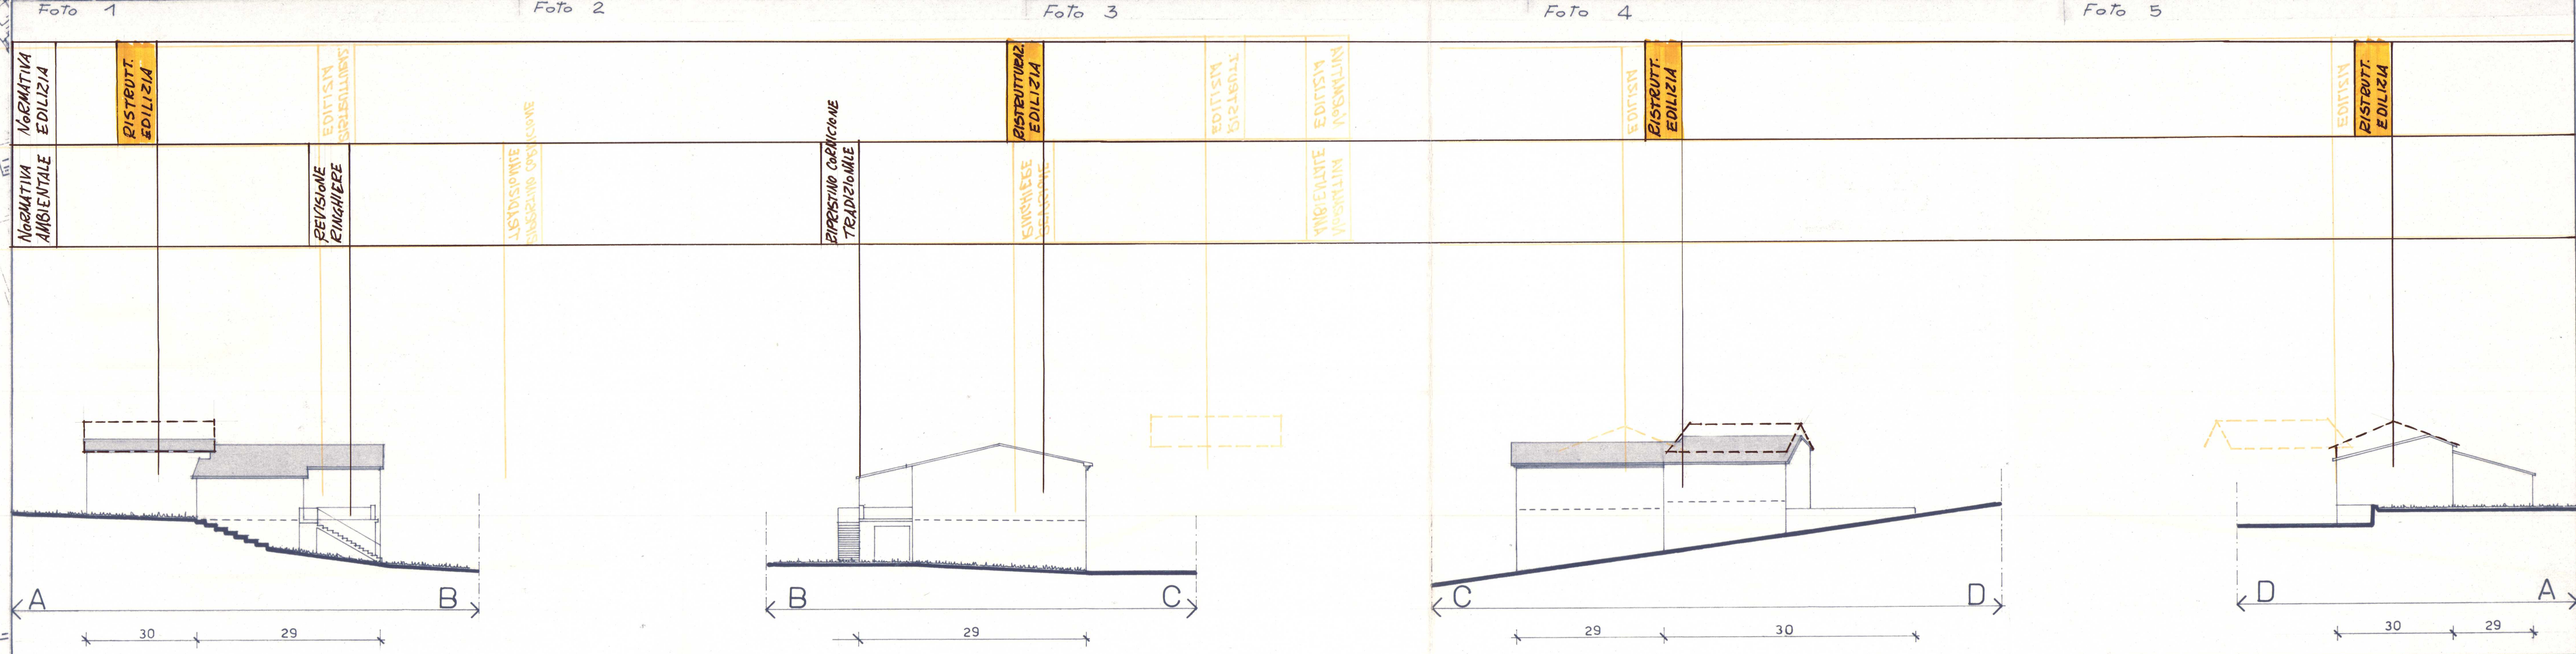 Foto 1
Foto 2
Foto 3
Foto 4
Foto 5
NORMATIVA
EDILIZIA
RISTRUTT.
EDILIZIA
RISTRUTTURAZ.
EDILIZIA
RISTRUTT.
EDILIZIA
RISTRUTT.
EDILIZIA
NORMATIVA
AMBIENTALE
REVISIONE
RINGHIERE
RIPRISTINO CORNICIONE
TRADIZIONALE
A B
B C
C D
D A
30 29
29
29 30
30 29